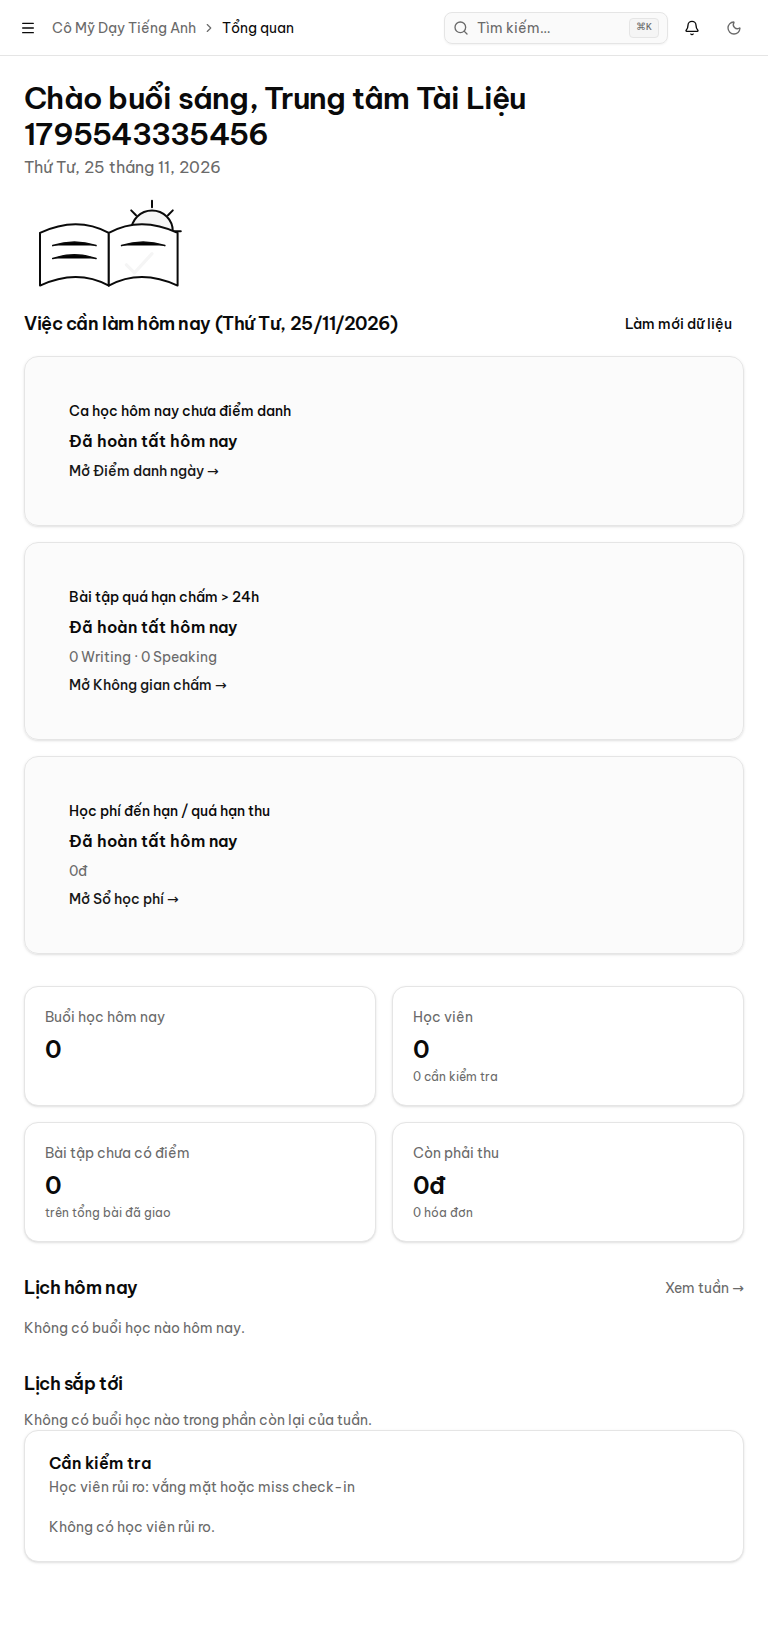 Cô Mỹ Dạy Tiếng Anh > Tổng quan
Tìm kiếm...
⌘K
Chào buổi sáng, Trung tâm Tài Liệu
1795543335456
Thứ Tư, 25 tháng 11, 2026
Việc cần làm hôm nay (Thứ Tư, 25/11/2026)
Làm mới dữ liệu
Ca học hôm nay chưa điểm danh
Đã hoàn tất hôm nay
Mở Điểm danh ngày →
Bài tập quá hạn chấm > 24h
Đã hoàn tất hôm nay
0 Writing · 0 Speaking
Mở Không gian chấm →
Học phí đến hạn / quá hạn thu
Đã hoàn tất hôm nay
0đ
Mở Sổ học phí →
Buổi học hôm nay
0
Học viên
0
0 cần kiểm tra
Bài tập chưa có điểm
0
trên tổng bài đã giao
Còn phải thu
0đ
0 hóa đơn
Lịch hôm nay
Xem tuần →
Không có buổi học nào hôm nay.
Lịch sắp tới
Không có buổi học nào trong phần còn lại của tuần.
Cần kiểm tra
Học viên rủi ro: vắng mặt hoặc miss check-in
Không có học viên rủi ro.